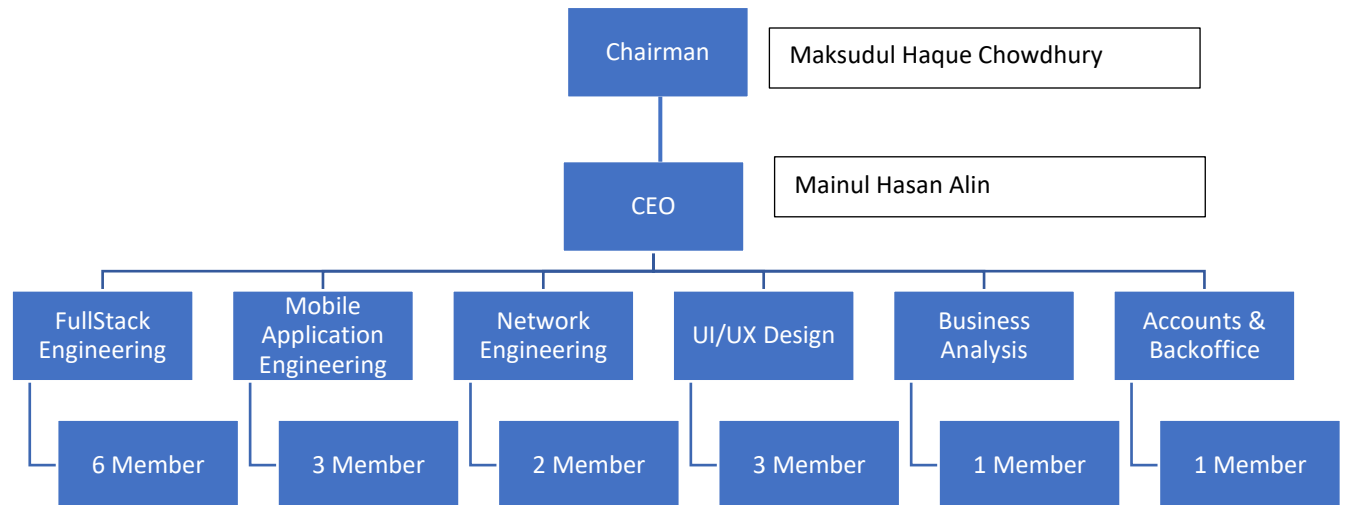 Chairman
Maksudul Haque Chowdhury
CEO
Mainul Hasan Alin
FullStack
Engineering
Mobile
Application
Engineering
Network
Engineering
UI/UX Design
Business
Analysis
Accounts &
Backoffice
6 Member
3 Member
2 Member
3 Member
1 Member
1 Member